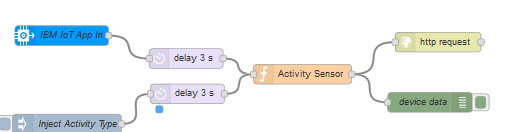 IBM IoT App In
delay 3 s
http request
Activity Sensor
delay 3 s
device data
Inject Activity Type